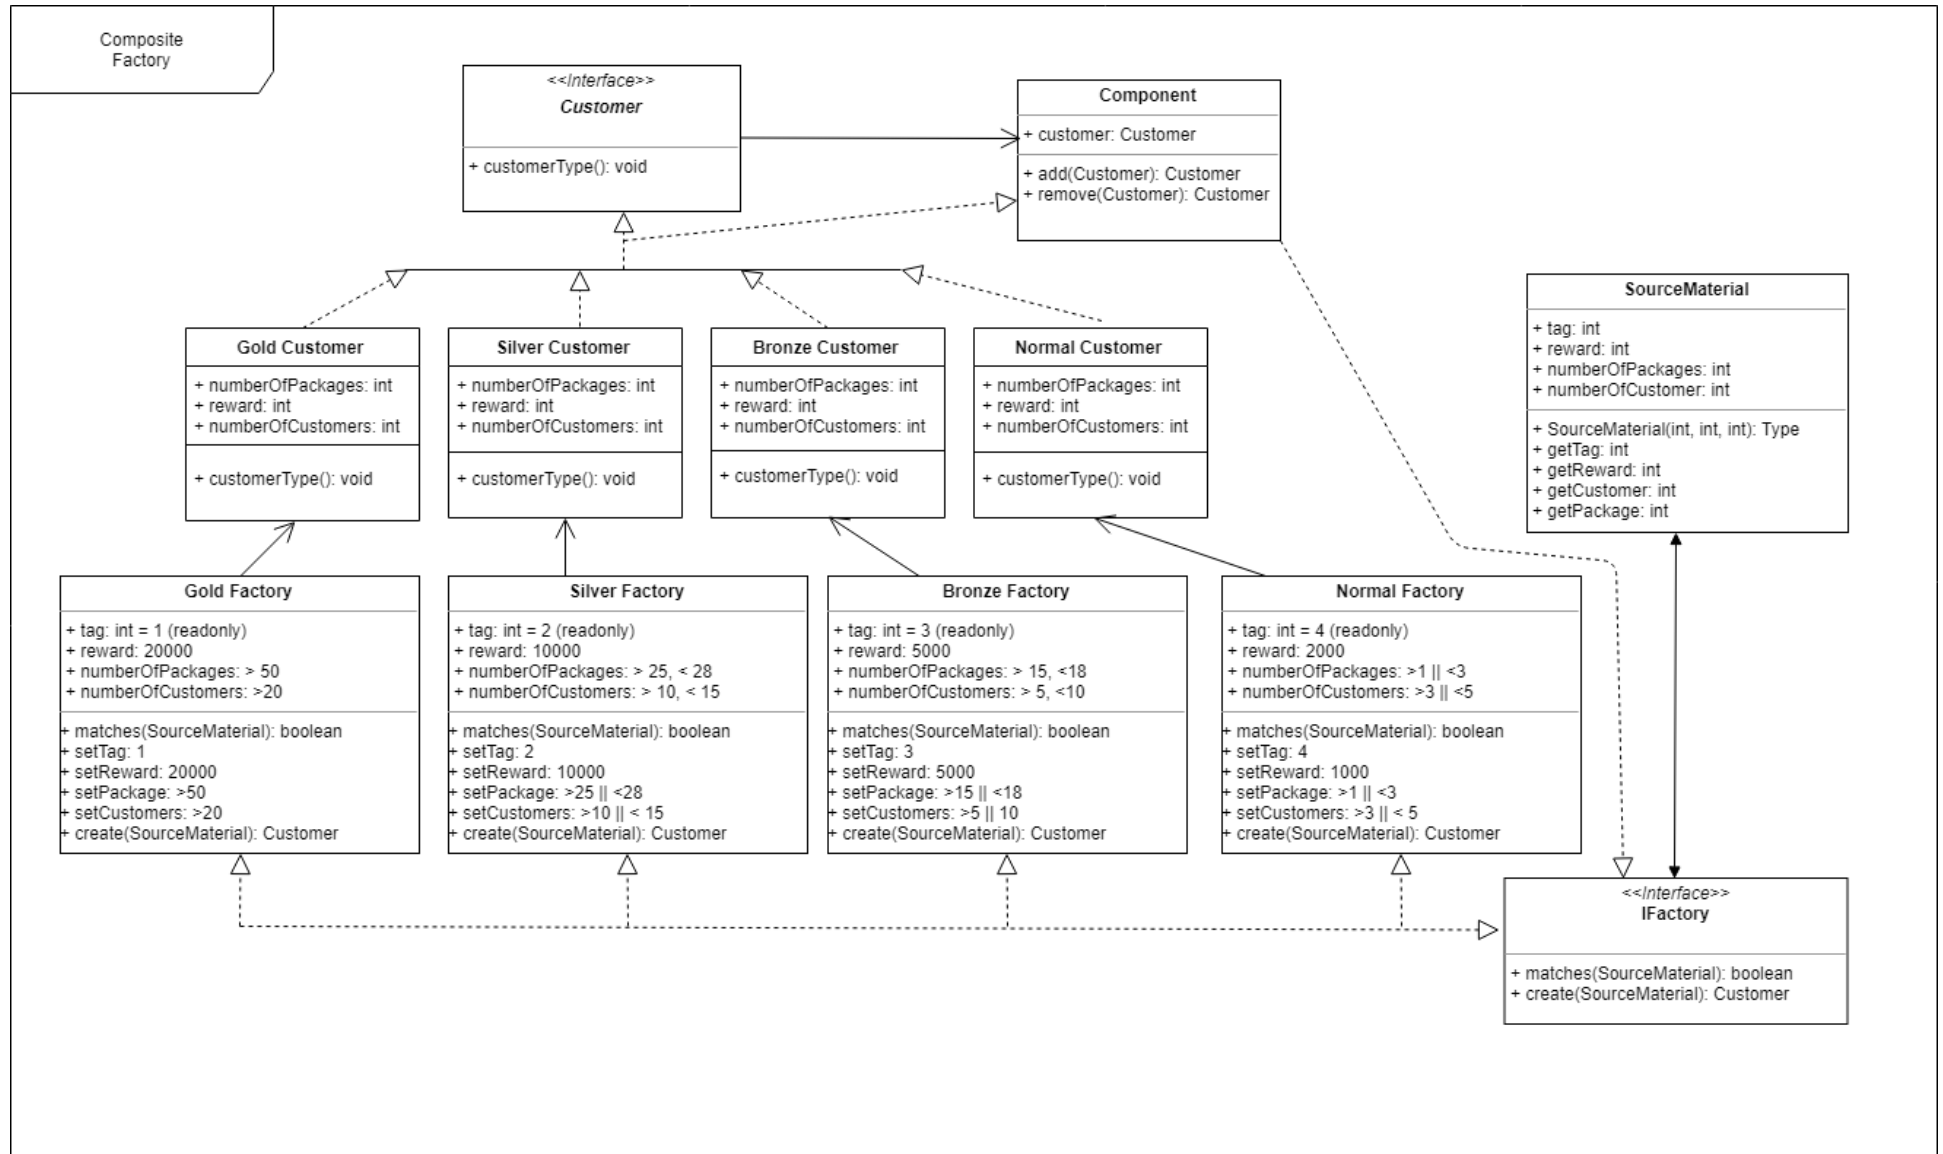 Composite
Factory
<<Interface>>
Customer
+ customerType(): void
Component
+ customer: Customer
+ add(Customer): Customer
+ remove(Customer): Customer
SourceMaterial
+ tag: int
+ reward: int
+ numberOfPackages: int
+ numberOfCustomer: int
+ SourceMaterial(int, int, int): Type
+ getTag: int
+ getReward: int
+ getCustomer: int
+ getPackage: int
Gold Customer
+ numberOfPackages: int
+ reward: int
+ numberOfCustomers: int
+ customerType(): void
Silver Customer
+ numberOfPackages: int
+ reward: int
+ numberOfCustomers: int
+ customerType(): void
Bronze Customer
+ numberOfPackages: int
+ reward: int
+ numberOfCustomers: int
+ customerType(): void
Normal Customer
+ numberOfPackages: int
+ reward: int
+ numberOfCustomers: int
+ customerType(): void
Gold Factory
+ tag: int = 1 (readonly)
+ reward: 20000
+ numberOfPackages: > 50
+ numberOfCustomers: >20
+ matches(SourceMaterial): boolean
+ setTag: 1
+ setReward: 20000
+ setPackage: >50
+ setCustomers: >20
+ create(SourceMaterial): Customer
Silver Factory
+ tag: int = 2 (readonly)
+ reward: 10000
+ numberOfPackages: > 25, < 28
+ numberOfCustomers: > 10, < 15
+ matches(SourceMaterial): boolean
+ setTag: 2
+ setReward: 10000
+ setPackage: >25 || <28
+ setCustomers: >10 || < 15
+ create(SourceMaterial): Customer
Bronze Factory
+ tag: int = 3 (readonly)
+ reward: 5000
+ numberOfPackages: > 15, <18
+ numberOfCustomers: > 5, <10
+ matches(SourceMaterial): boolean
+ setTag: 3
+ setReward: 5000
+ setPackage: >15 || <18
+ setCustomers: >5 || 10
+ create(SourceMaterial): Customer
Normal Factory
+ tag: int = 4 (readonly)
+ reward: 2000
+ numberOfPackages: >1 || <3
+ numberOfCustomers: >3 || <5
+ matches(SourceMaterial): boolean
+ setTag: 4
+ setReward: 1000
+ setPackage: >1 || <3
+ setCustomers: >3 || < 5
+ create(SourceMaterial): Customer
<<Interface>>
IFactory
+ matches(SourceMaterial): boolean
+ create(SourceMaterial): Customer